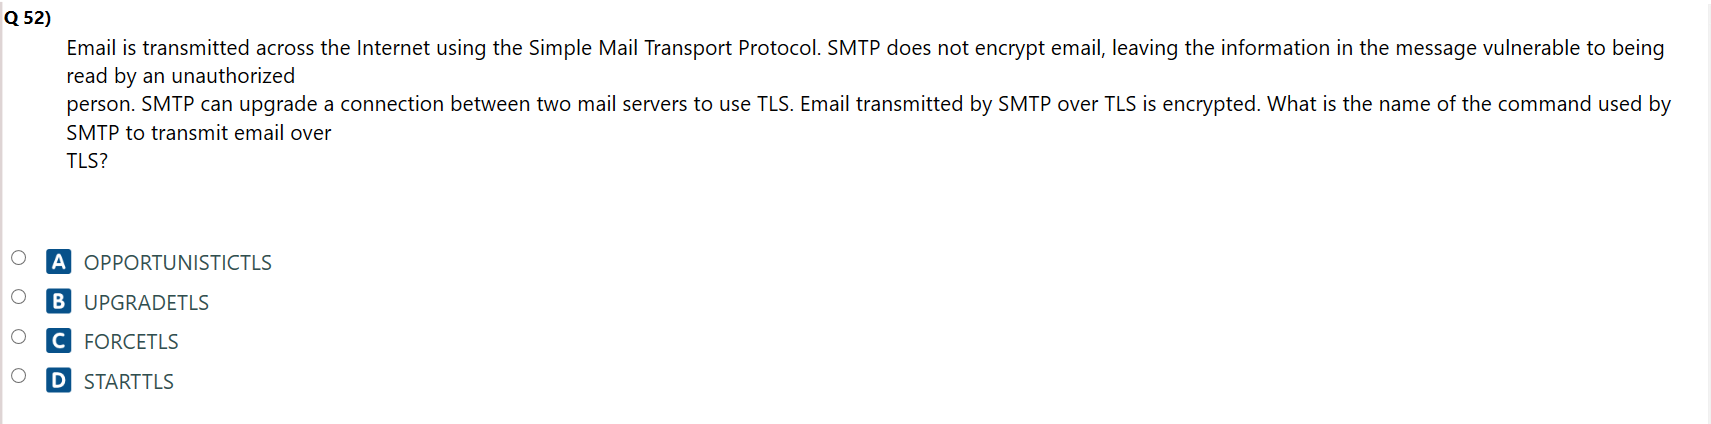 Q 52)
Email is transmitted across the Internet using the Simple Mail Transport Protocol. SMTP does not encrypt email, leaving the information in the message vulnerable to being
read by an unauthorized
person. SMTP can upgrade a connection between two mail servers to use TLS. Email transmitted by SMTP over TLS is encrypted. What is the name of the command used by
SMTP to transmit email over
TLS?
A OPPORTUNISTICTLS
B UPGRADETLS
C FORCETLS
D STARTTLS